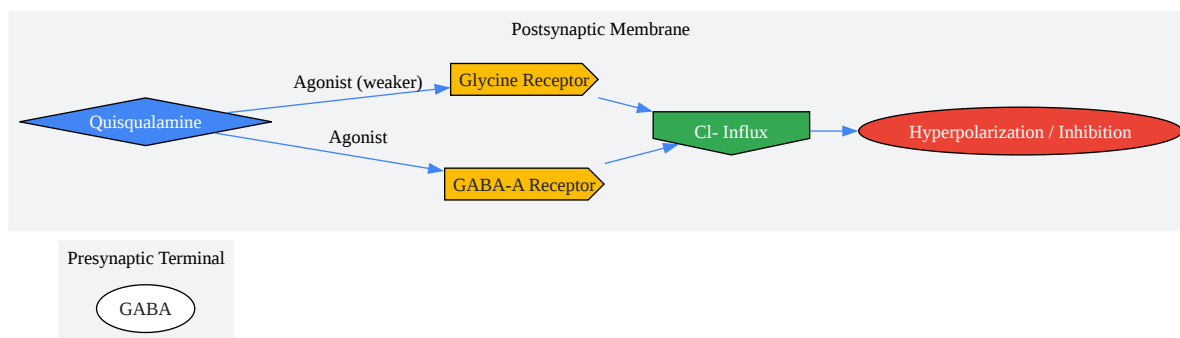 Postsynaptic Membrane
Agonist (weaker)
Glycine Receptor
Quisqualamine
Cl- Influx
Hyperpolarization / Inhibition
Agonist
GABA-A Receptor
Presynaptic Terminal
GABA